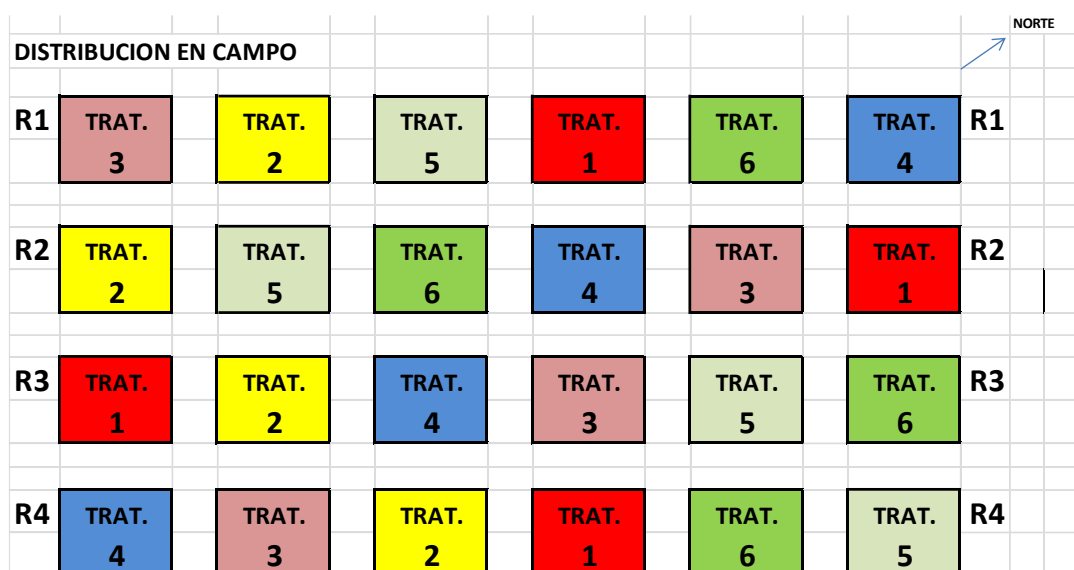 NORTE
DISTRIBUCION EN CAMPO
R1 TRAT. TRAT. TRAT. TRAT. TRAT. TRAT. R1
3 2 5 1 6 4
R2 TRAT. TRAT. TRAT. TRAT. TRAT. TRAT. R2
2 5 6 4 3 1
R3 TRAT. TRAT. TRAT. TRAT. TRAT. TRAT. R3
1 2 4 3 5 6
R4 TRAT. TRAT. TRAT. TRAT. TRAT. TRAT. R4
4 3 2 1 6 5